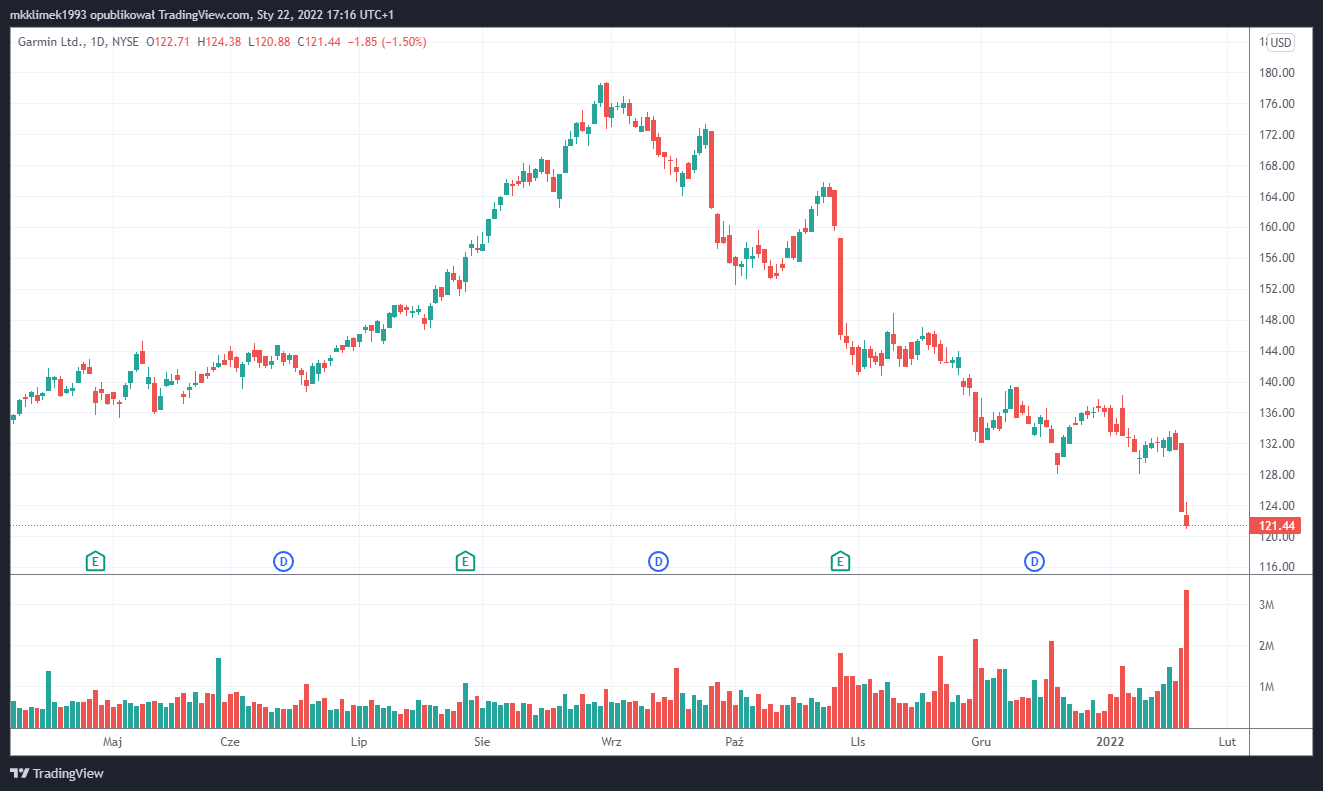 mkklimek1993 opublikował TradingView.com, Sty 22, 2022 17:16 UTC+1
Garmin Ltd., 1D, NYSE O122.71 H124.38 L120.88 C121.44 −1.85 (−1.50%)
USD
180.00
176.00
172.00
168.00
164.00
160.00
156.00
152.00
148.00
144.00
140.00
136.00
132.00
128.00
124.00
121.44
120.00
116.00
E D E D E D
3M
2M
1M
Maj Cze Lip Sie Wrz Paź LIs Gru 2022 Lut
TradingView